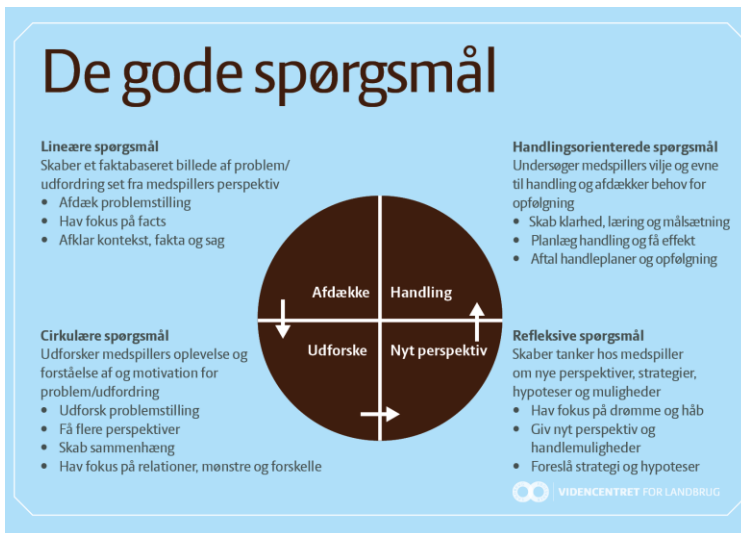 De gode spørgsmål
Lineære spørgsmål
Skaber et faktabaseret billede af problem/
udfordring set fra medspillers perspektiv
• Afdæk problemstilling
• Hav fokus på facts
• Afklar kontekst, fakta og sag
Handlingsorienterede spørgsmål
Undersøger medspillers vilje og evne
til handling og afdækker behov for
opfølgning
• Skab klarhed, læring og målsætning
• Planlæg handling og få effekt
• Aftal handleplaner og opfølgning
Afdække
Handling
Udforske
Nyt perspektiv
Cirkulære spørgsmål
Udforsker medspillers oplevelse og
forståelse af og motivation for
problem/udfordring
• Udforsk problemstilling
• Få flere perspektiver
• Skab sammenhæng
• Hav fokus på relationer, mønstre og forskelle
Refleksive spørgsmål
Skaber tanker hos medspiller
om nye perspektiver, strategier,
hypoteser og muligheder
• Hav fokus på drømme og håb
• Giv nyt perspektiv og
handlemuligheder
• Foreslå strategi og hypoteser
VIDENCENTRET FOR LANDBRUG